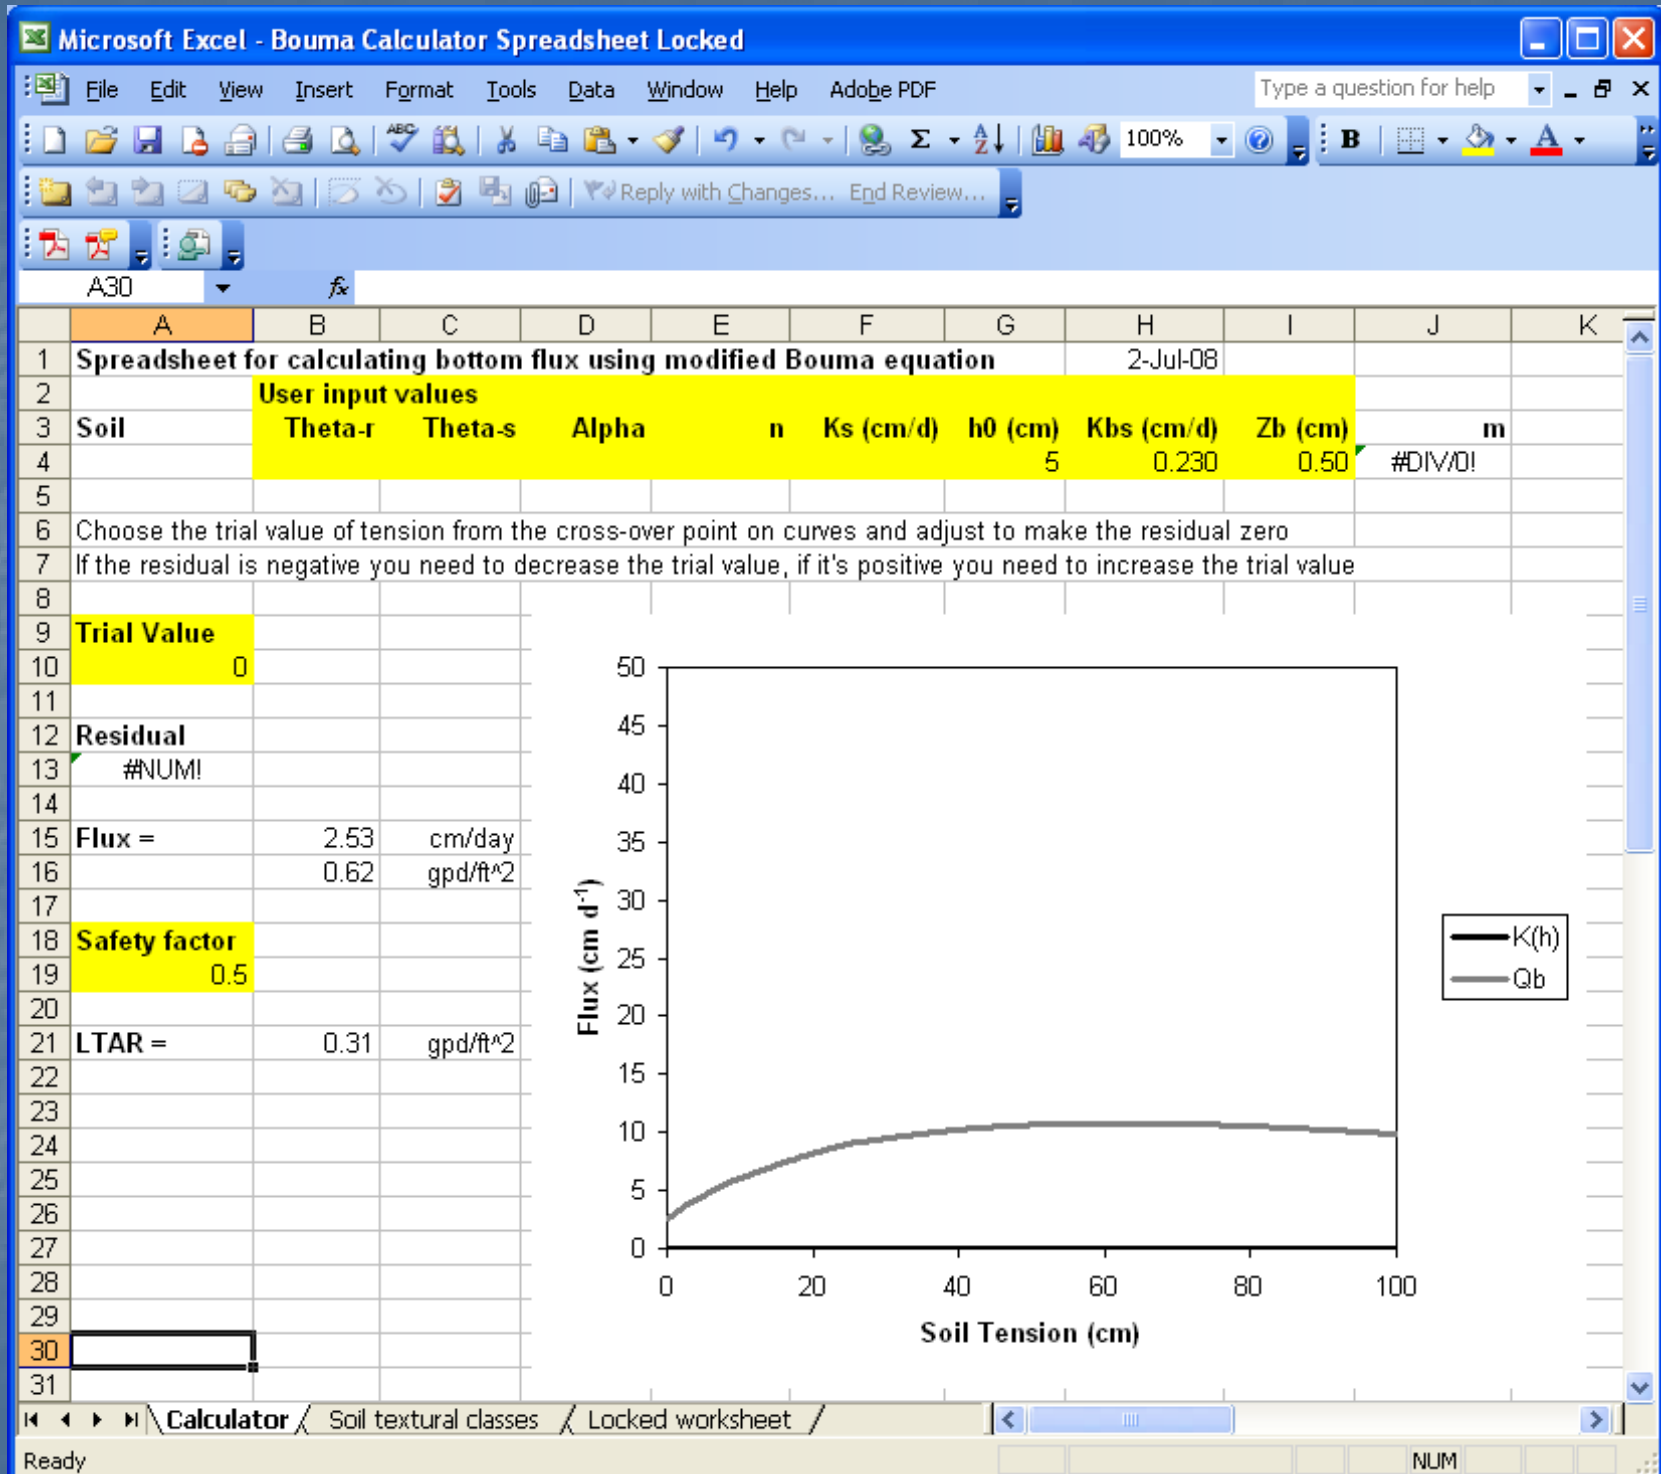 Microsoft Excel - Bouma Calculator Spreadsheet Locked
File Edit View Insert Format Tools Data Window Help Adobe PDF Type a question for help
ABC Σ A Z 100% B A
Reply with Changes... End Review...
A30 fx
A B C D E F G H I J K
1 Spreadsheet for calculating bottom flux using modified Bouma equation 2-Jul-08
2 User input values
3 Soil Theta-r Theta-s Alpha n Ks (cm/d) h0 (cm) Kbs (cm/d) Zb (cm) m
4 5 0.230 0.50 #DIV/0!
5
6 Choose the trial value of tension from the cross-over point on curves and adjust to make the residual zero
7 If the residual is negative you need to decrease the trial value, if it's positive you need to increase the trial value
8
9 Trial Value
10 0
11
12 Residual
13 #NUM!
14
15 Flux = 2.53 cm/day
16 0.62 gpd/ft^2
17
18 Safety factor
19 0.5
20
21 LTAR = 0.31 gpd/ft^2
22
23
24
25
26
27
28
29
30
31
50
45
40
35
30
25
20
15
10
5
0
Flux (cm d-1)
0 20 40 60 80 100
Soil Tension (cm)
K(h)
Qb
Calculator Soil textural classes Locked worksheet
Ready NUM